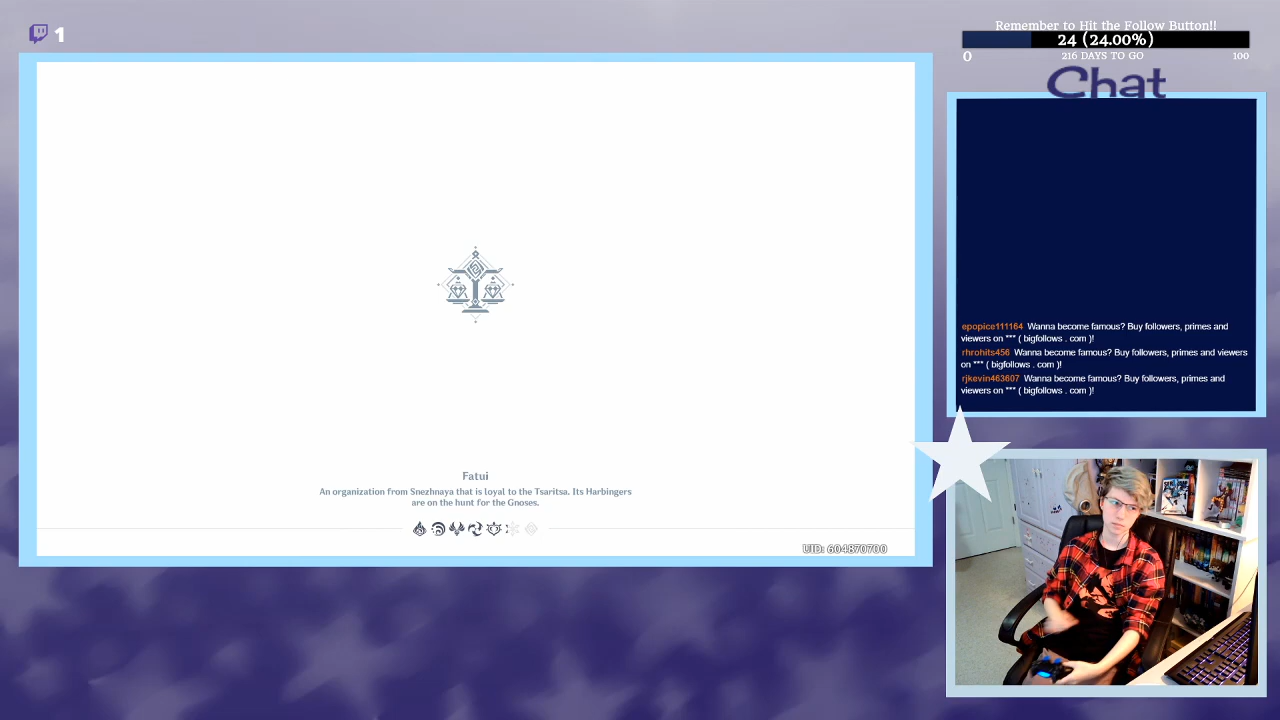 1
Remember to Hit the Follow Button!!
24 (24.00%)
0
216 DAYS TO GO
100
Chat
epopice111164 Wanna become famous? Buy followers, primes and
viewers on *** ( bigfollows . com )!
rhrohits456 Wanna become famous? Buy followers, primes and viewers
on *** ( bigfollows . com )!
rjkevin463607 Wanna become famous? Buy followers, primes and
viewers on *** ( bigfollows . com )!
Fatui
An organization from Snezhnaya that is loyal to the Tsaritsa. Its Harbingers
are on the hunt for the Gnoses.
UID: 604870700